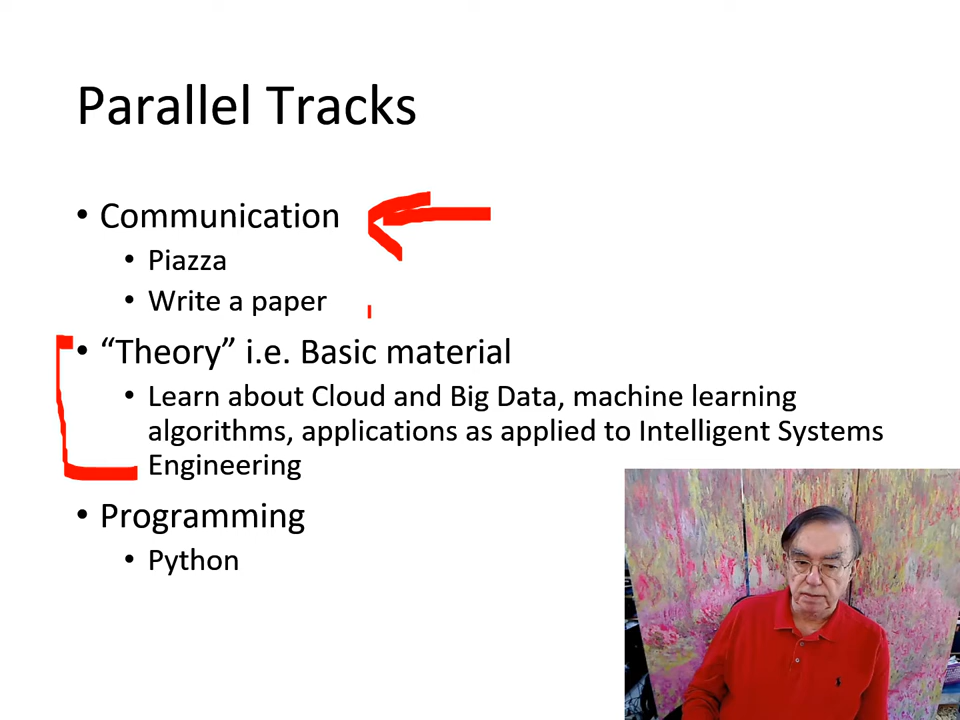 Parallel Tracks
• Communication
• Piazza
• Write a paper
• “Theory” i.e. Basic material
• Learn about Cloud and Big Data, machine learning
algorithms, applications as applied to Intelligent Systems
Engineering
• Programming
• Python